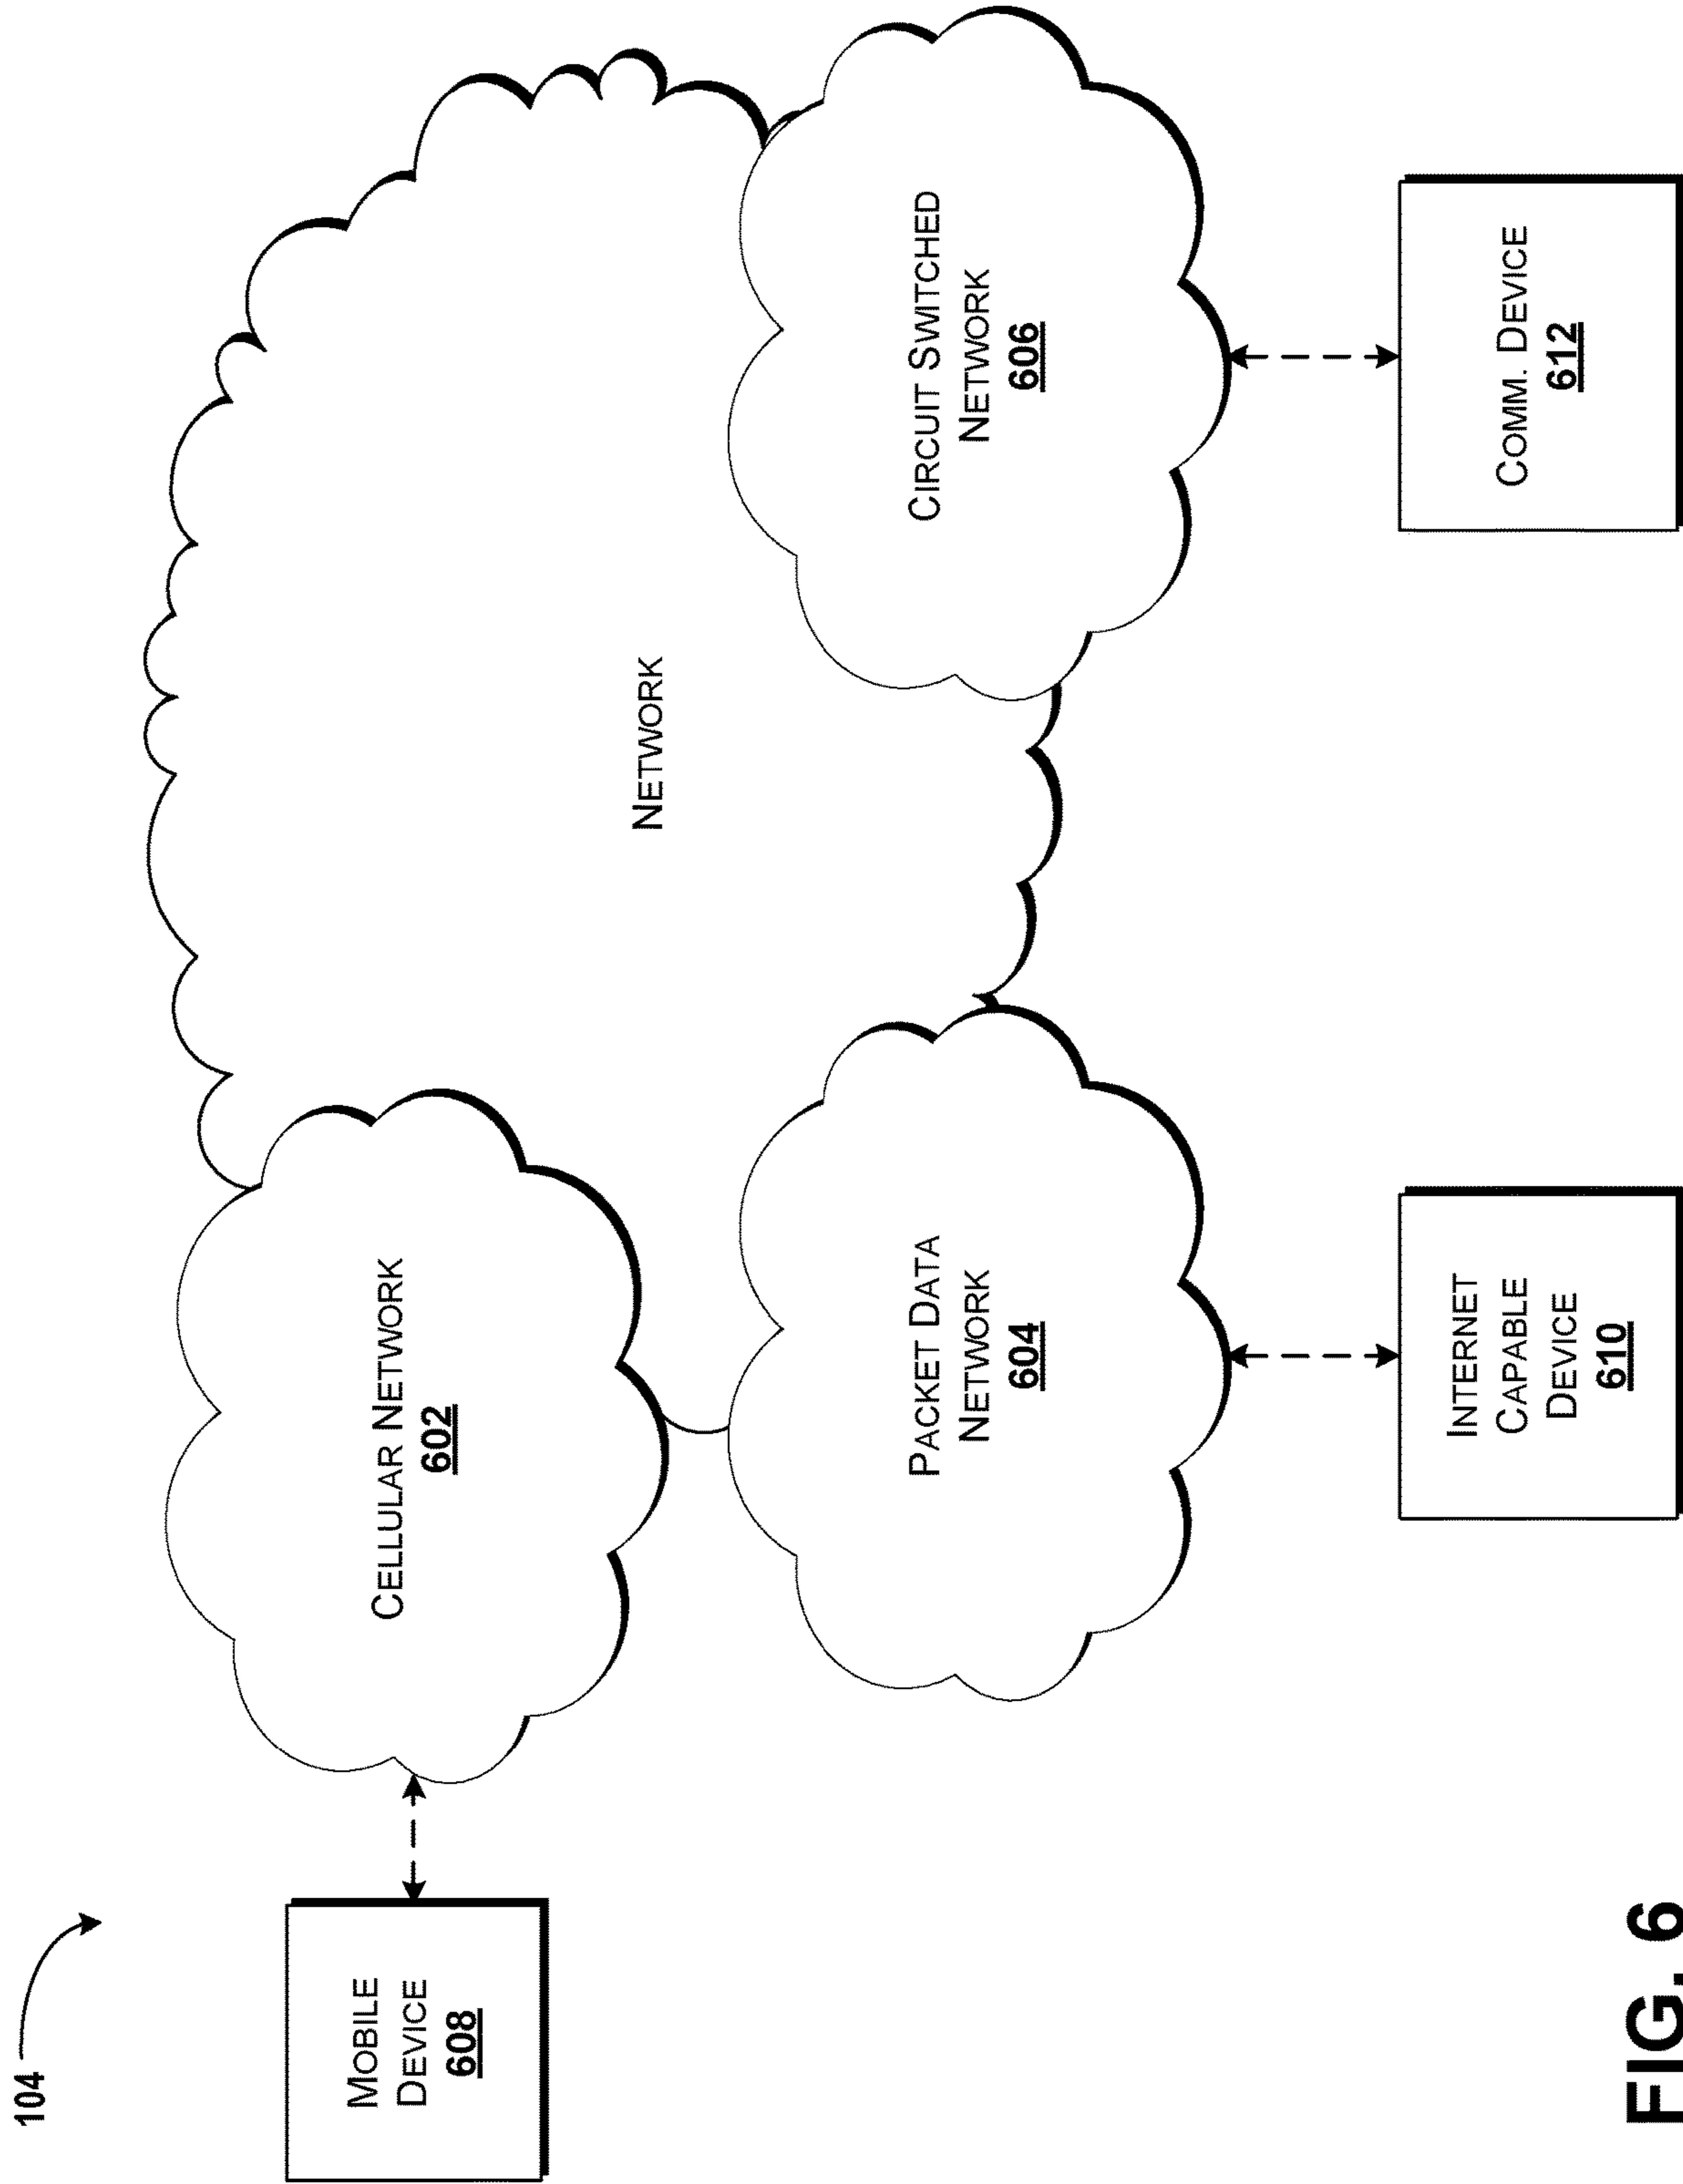 104
MOBILE
DEVICE
608
CELLULAR NETWORK
602
NETWORK
PACKET DATA
NETWORK
604
CIRCUIT SWITCHED
NETWORK
606
INTERNET
CAPABLE
DEVICE
610
COMM. DEVICE
612
FIG. 6